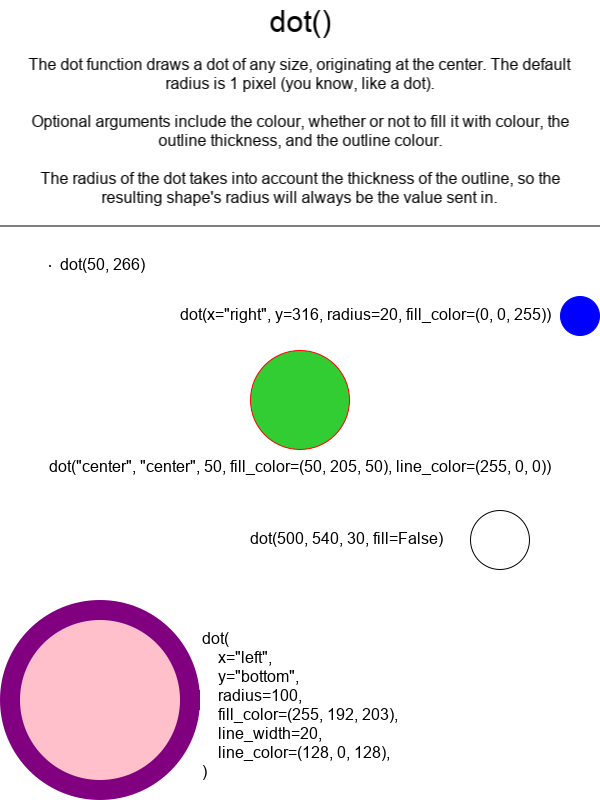 dot()
The dot function draws a dot of any size, originating at the center. The default
radius is 1 pixel (you know, like a dot).
Optional arguments include the colour, whether or not to fill it with colour, the
outline thickness, and the outline colour.
The radius of the dot takes into account the thickness of the outline, so the
resulting shape's radius will always be the value sent in.
dot(50, 266)
dot(x="right", y=316, radius=20, fill_color=(0, 0, 255))
dot("center", "center", 50, fill_color=(50, 205, 50), line_color=(255, 0, 0))
dot(500, 540, 30, fill=False)
dot(
    x="left",
    y="bottom",
    radius=100,
    fill_color=(255, 192, 203),
    line_width=20,
    line_color=(128, 0, 128),
)